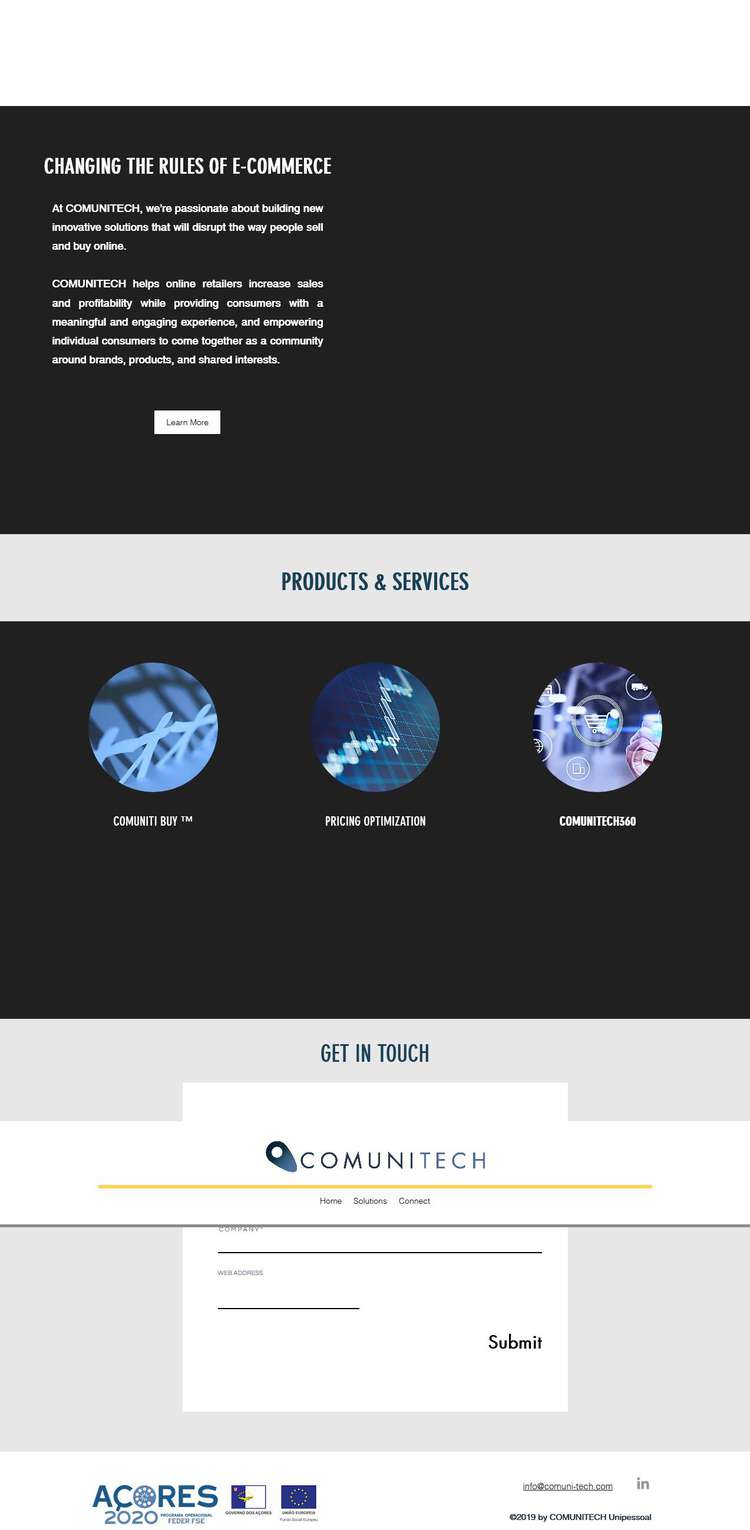 CHANGING THE RULES OF E-COMMERCE
At COMUNITECH, we're passionate about building new
innovative solutions that will disrupt the way people sell
and buy online.
COMUNITECH helps online retailers increase sales
and profitability while providing consumers with a
meaningful and engaging experience, and empowering
individual consumers to come together as a community
around brands, products, and shared interests.
Learn More
PRODUCTS & SERVICES
COMUNITI BUY ™
PRICING OPTIMIZATION
COMUNITECH360
GET IN TOUCH
COMUNITECH
Home Solutions Connect
COMPANY*
WEB ADDRESS
Submit
AÇORES
2020 PROGRAMA OPERACIONAL
FEDER FSE
GOVERNO DOS AÇORES
UNIÃO EUROPEIA
Fundo Social Europeu
info@comuni-tech.com
in
©2019 by COMUNITECH Unipessoal